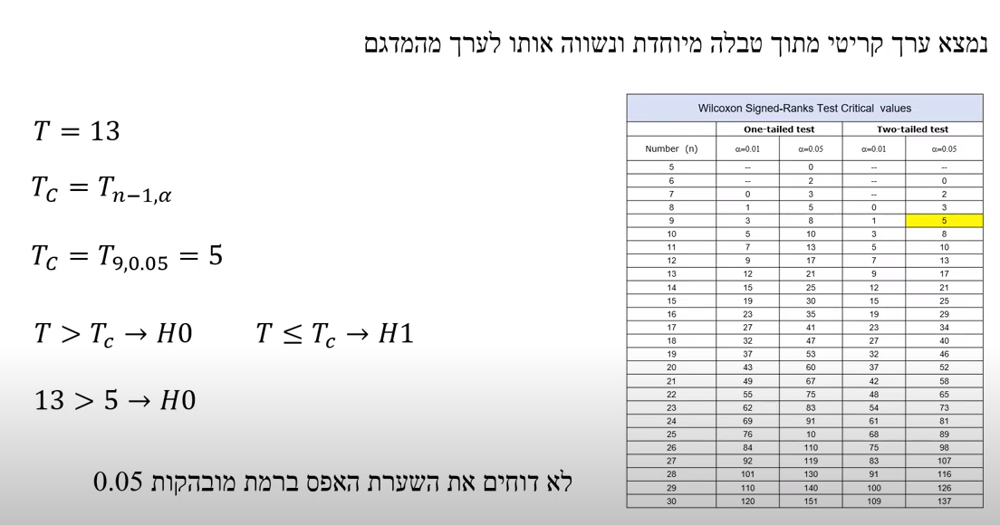 נמצא ערך קריטי מתוך טבלה מיוחדת ונשווה אותו לערך מהמדגם
T = 13
T_C = T_{n−1,α}
T_C = T_{9,0.05} = 5
T > T_c → H0 T ≤ T_c → H1
13 > 5 → H0
לא דוחים את השערת האפס ברמת מובהקות 0.05
Wilcoxon Signed-Ranks Test Critical values
One-tailed test Two-tailed test
Number (n) α=0.01 α=0.05 α=0.01 α=0.05
5 -- 0 -- --
6 -- 2 -- 0
7 0 3 -- 2
8 1 5 0 3
9 3 8 1 5
10 5 10 3 8
11 7 13 5 10
12 9 17 7 13
13 12 21 9 17
14 15 25 12 21
15 19 30 15 25
16 23 35 19 29
17 27 41 23 34
18 32 47 27 40
19 37 53 32 46
20 43 60 37 52
21 49 67 42 58
22 55 75 48 65
23 62 83 54 73
24 69 91 61 81
25 76 10 68 89
26 84 110 75 98
27 92 119 83 107
28 101 130 91 116
29 110 140 100 126
30 120 151 109 137